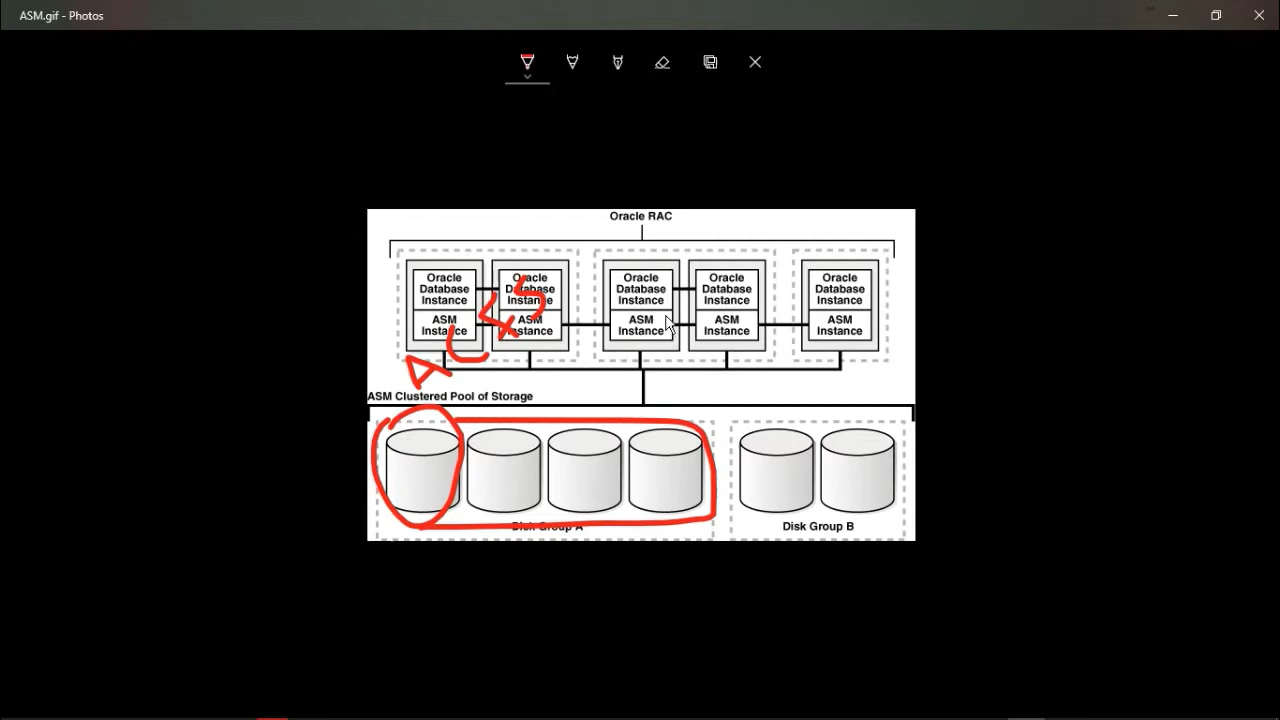 ASM.gif - Photos
Oracle RAC
Oracle Database Instance
ASM Instance
Oracle Database Instance
ASM Instance
Oracle Database Instance
ASM Instance
Oracle Database Instance
ASM Instance
Oracle Database Instance
ASM Instance
ACFS
ASM Clustered Pool of Storage
Disk Group A
Disk Group B